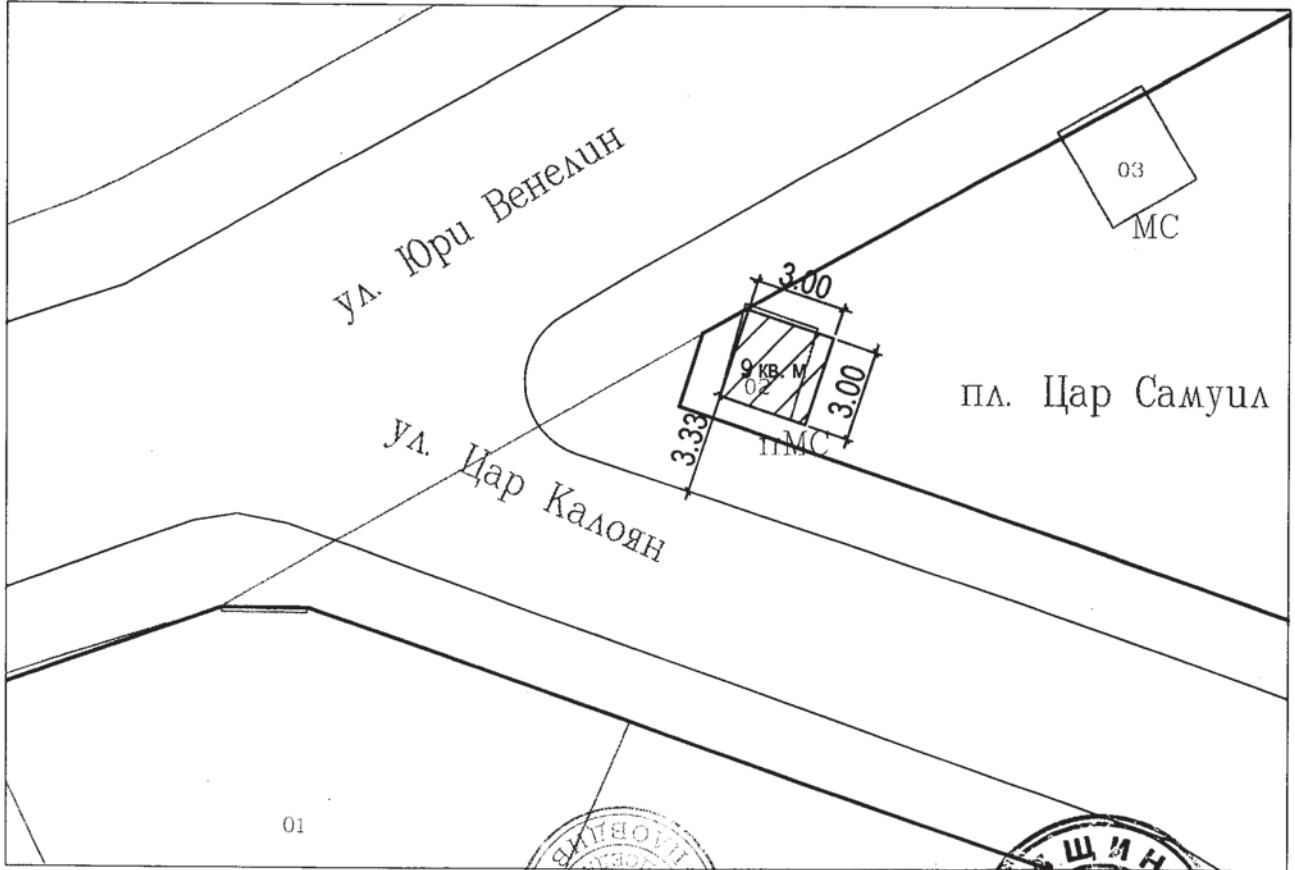 ул. Юри Венелин
03
МС
3.00
9 кв. м
02
3.00
пл. Цар Самуил
3.33
пМС
ул. Цар Калоян
01
ПЛОВДИВ
ЩИН